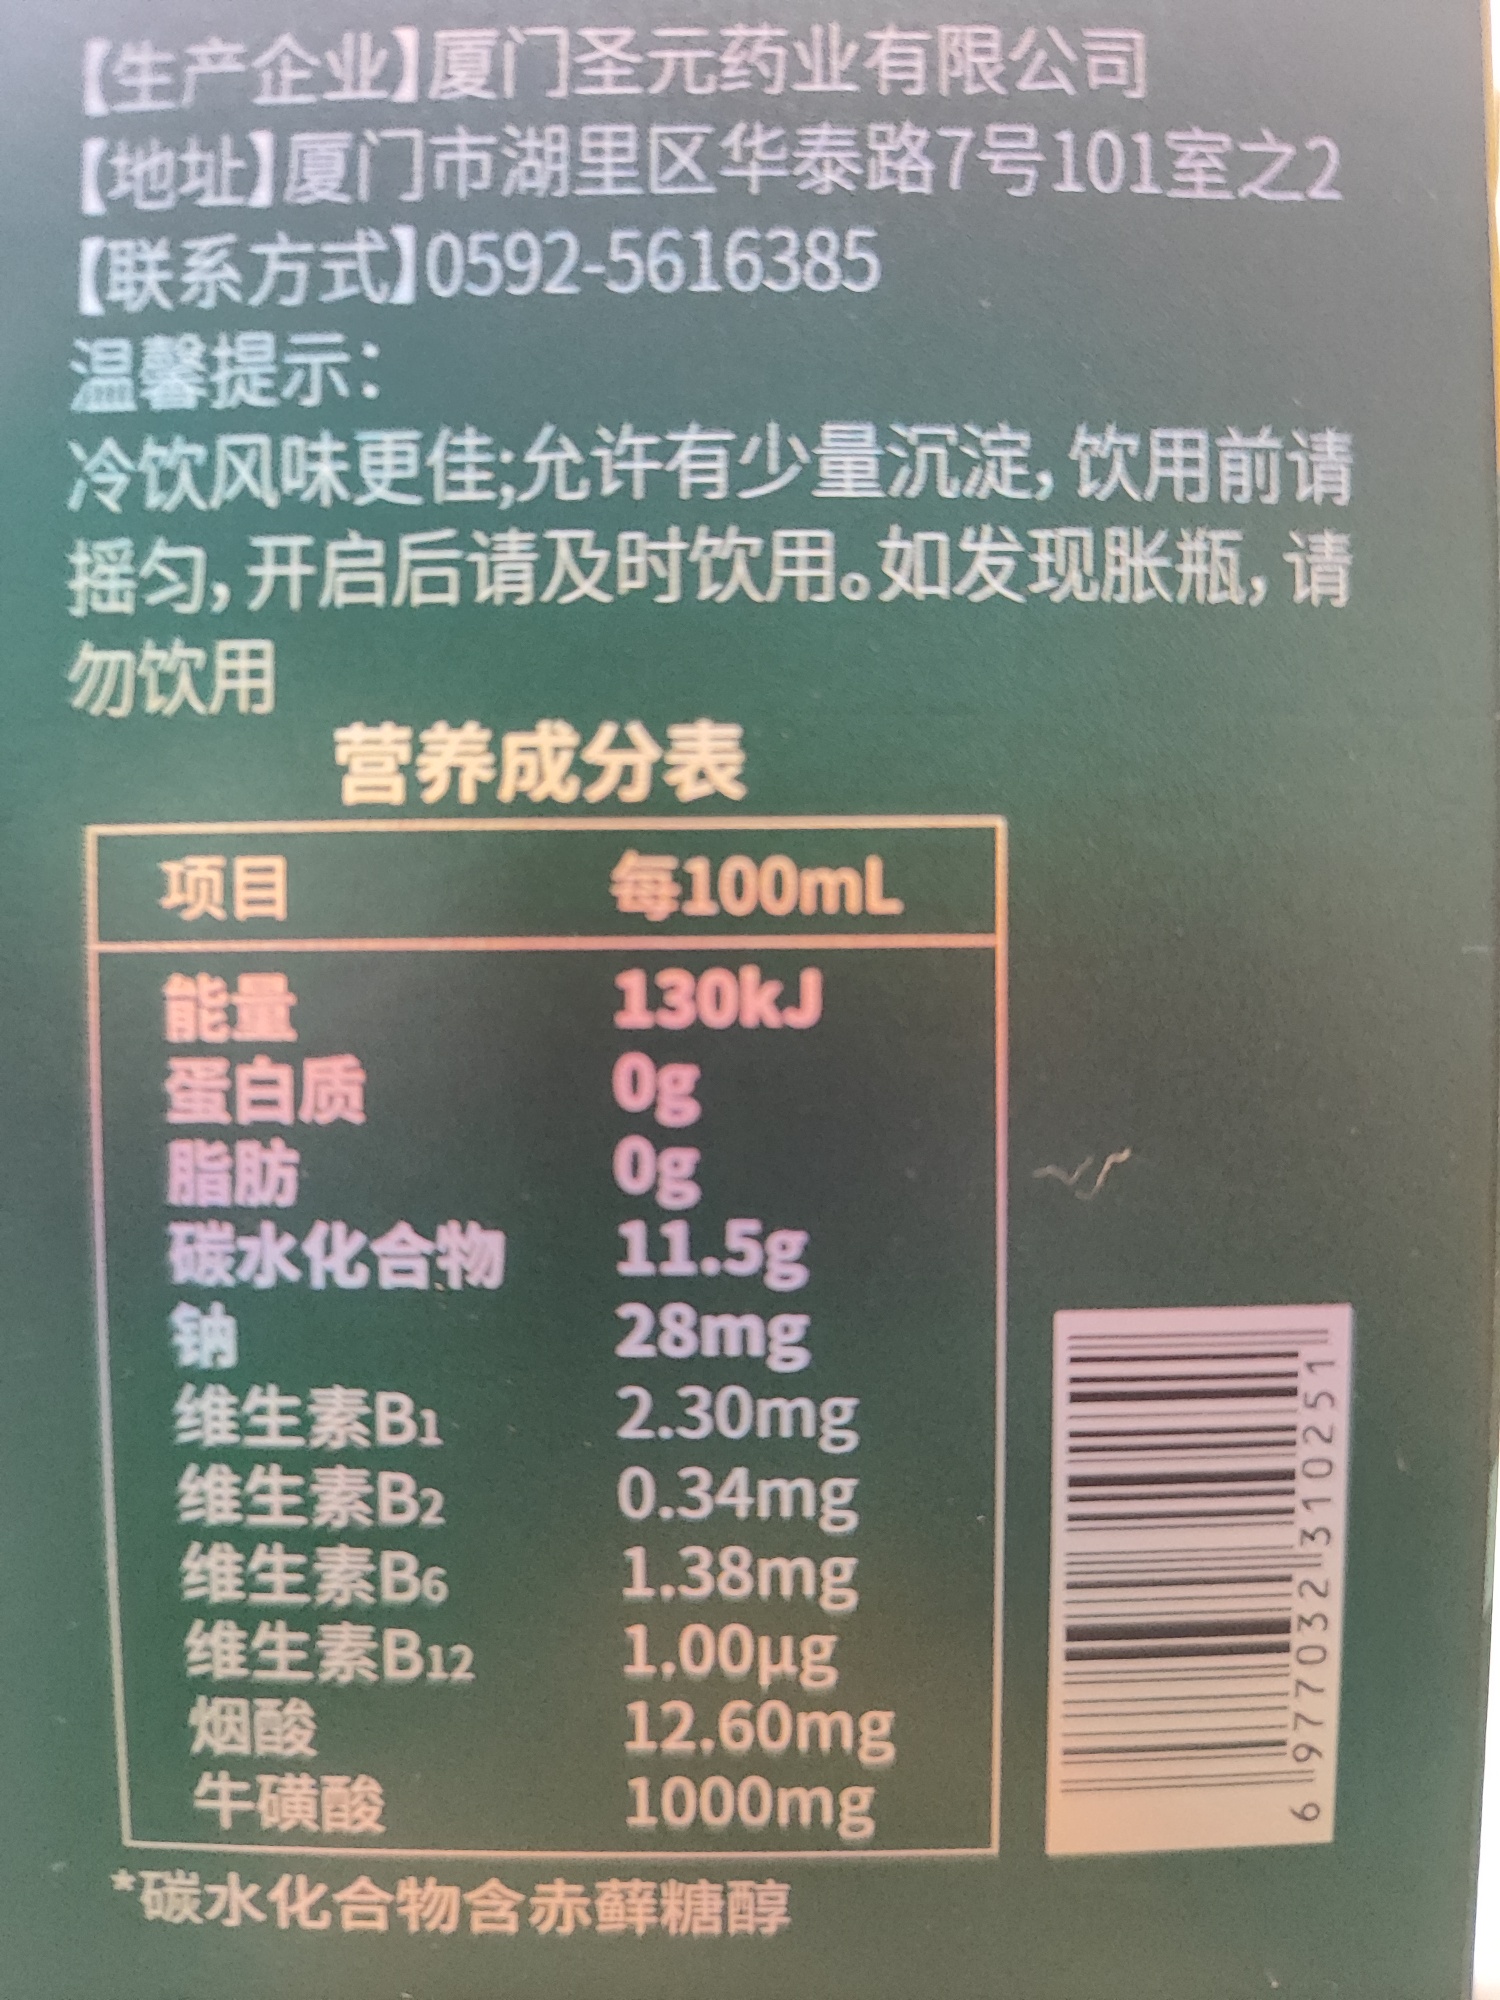 【生产企业】厦门圣元药业有限公司
【地址】厦门市湖里区华泰路7号101室之2
【联系方式】0592-5616385
温馨提示：
冷饮风味更佳;允许有少量沉淀，饮用前请
摇匀，开启后请及时饮用。如发现胀瓶，请
勿饮用
营养成分表
项目 每100mL
能量 130kJ
蛋白质 0g
脂肪 0g
碳水化合物 11.5g
钠 28mg
维生素B1 2.30mg
维生素B2 0.34mg
维生素B6 1.38mg
维生素B12 1.00μg
烟酸 12.60mg
牛磺酸 1000mg
*碳水化合物含赤藓糖醇
6 977032 310251